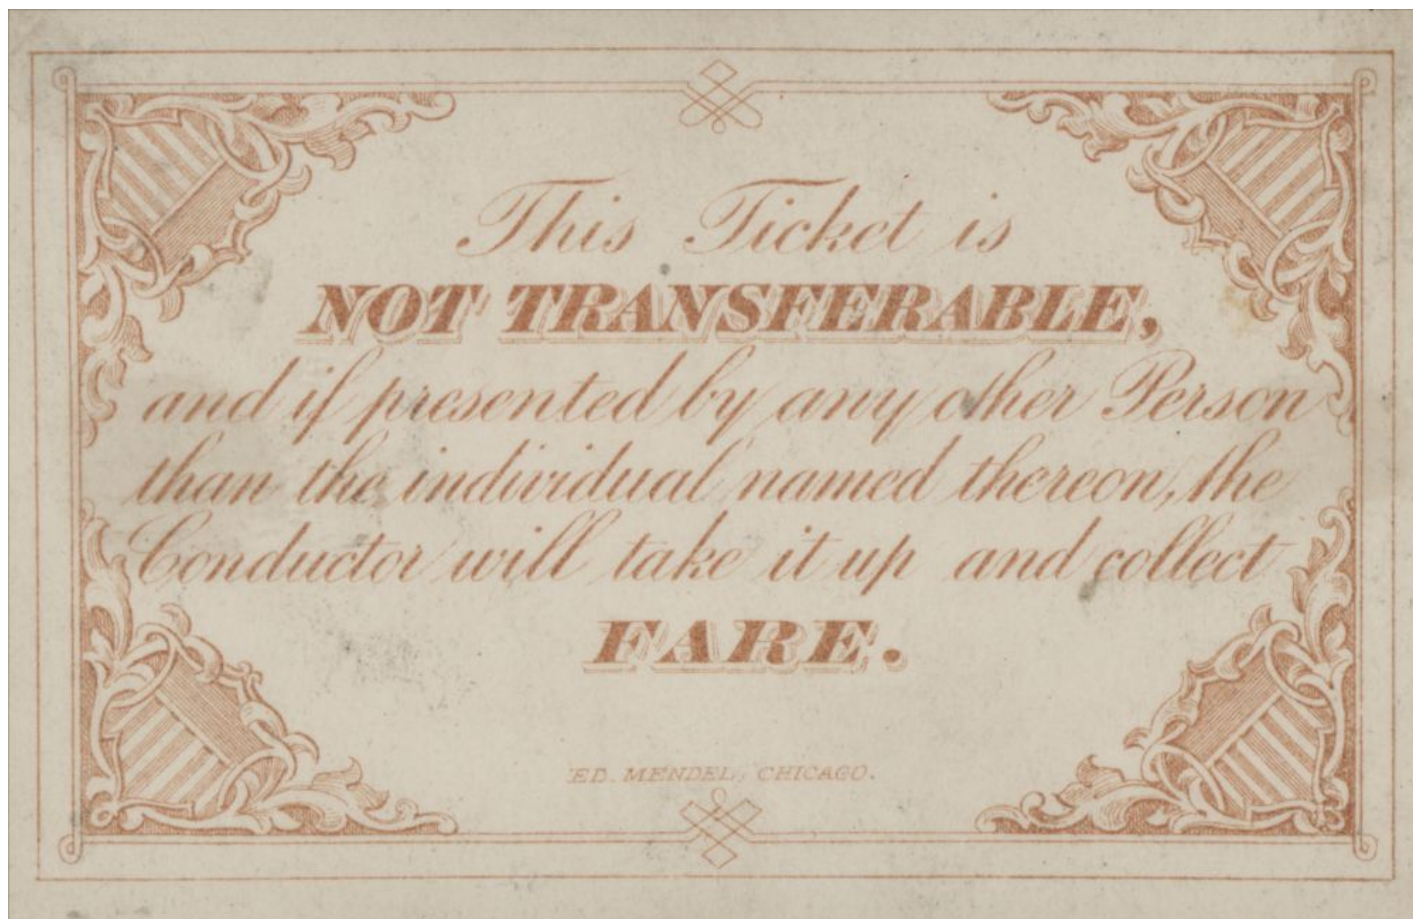 This Ticket is
NOT TRANSFERABLE,
and if presented by any other Person
than the individual named thereon, the
Conductor will take it up and collect
FARE.
ED. MENDEL, CHICAGO.